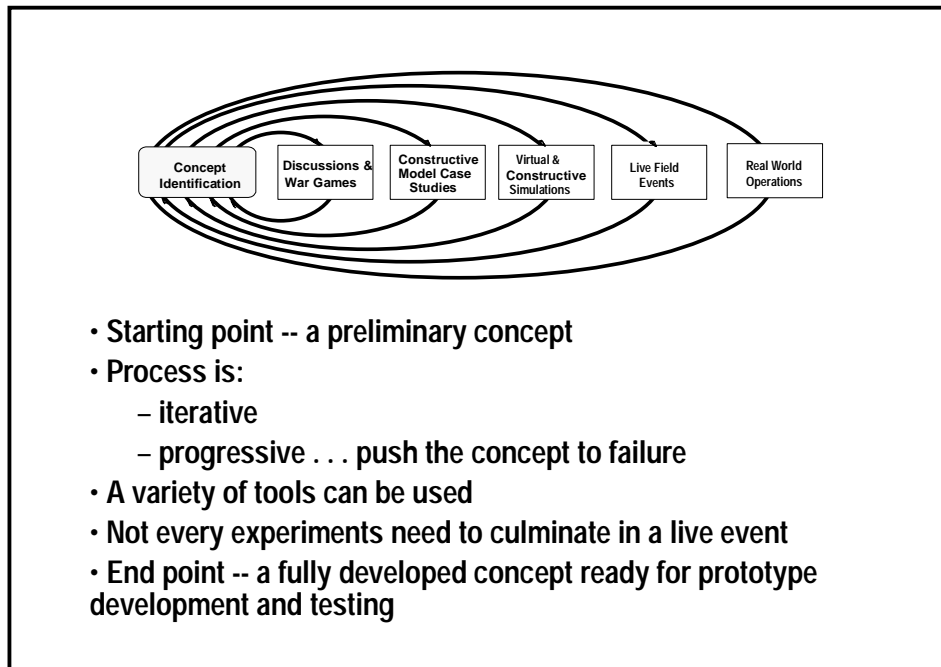 Concept
Identification
Discussions &
War Games
Constructive
Model Case
Studies
Virtual &
Constructive
Simulations
Live Field
Events
Real World
Operations
• Starting point -- a preliminary concept
• Process is:
– iterative
– progressive . . . push the concept to failure
• A variety of tools can be used
• Not every experiments need to culminate in a live event
• End point -- a fully developed concept ready for prototype
development and testing